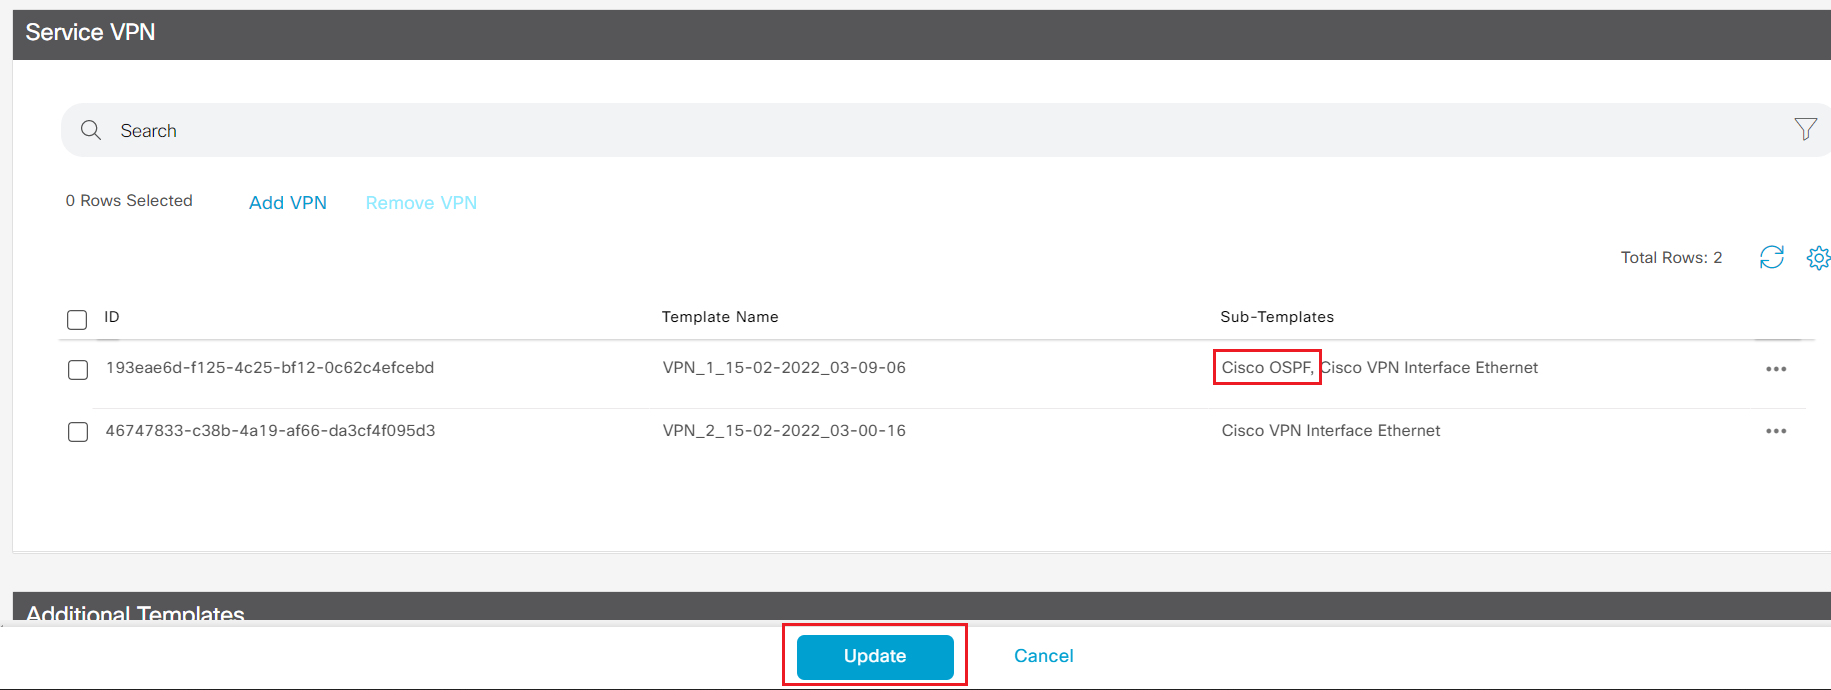 Service VPN
Search
0 Rows Selected Add VPN Remove VPN
Total Rows: 2
ID Template Name Sub-Templates
193eae6d-f125-4c25-bf12-0c62c4efcebd VPN_1_15-02-2022_03-09-06 Cisco OSPF, Cisco VPN Interface Ethernet
46747833-c38b-4a19-af66-da3cf4f095d3 VPN_2_15-02-2022_03-00-16 Cisco VPN Interface Ethernet
Additional Templates
Update Cancel